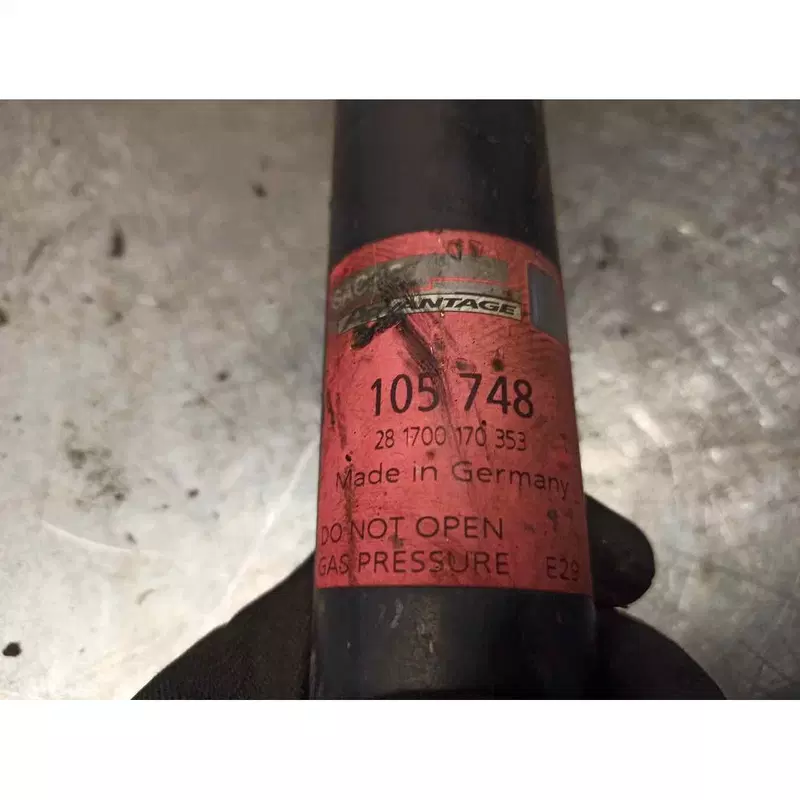 SACHS
ADVANTAGE
105 748
28 1700 170 353
Made in Germany
DO NOT OPEN
GAS PRESSURE E29